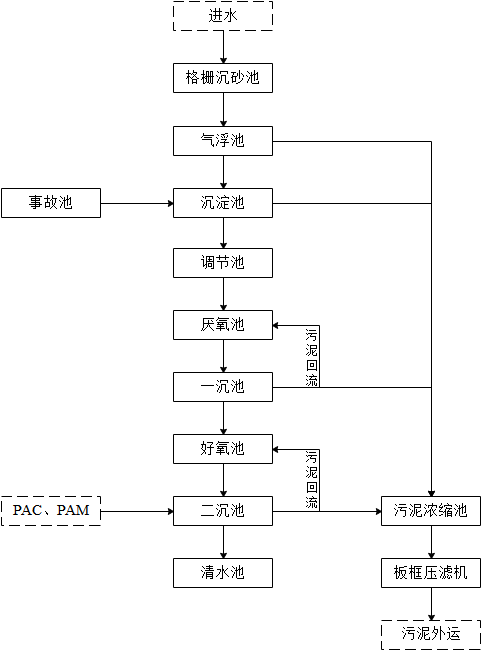 进水
格栅沉砂池
气浮池
事故池
沉淀池
调节池
厌氧池
污泥回流
一沉池
好氧池
污泥回流
PAC、PAM
二沉池
污泥浓缩池
清水池
板框压滤机
污泥外运